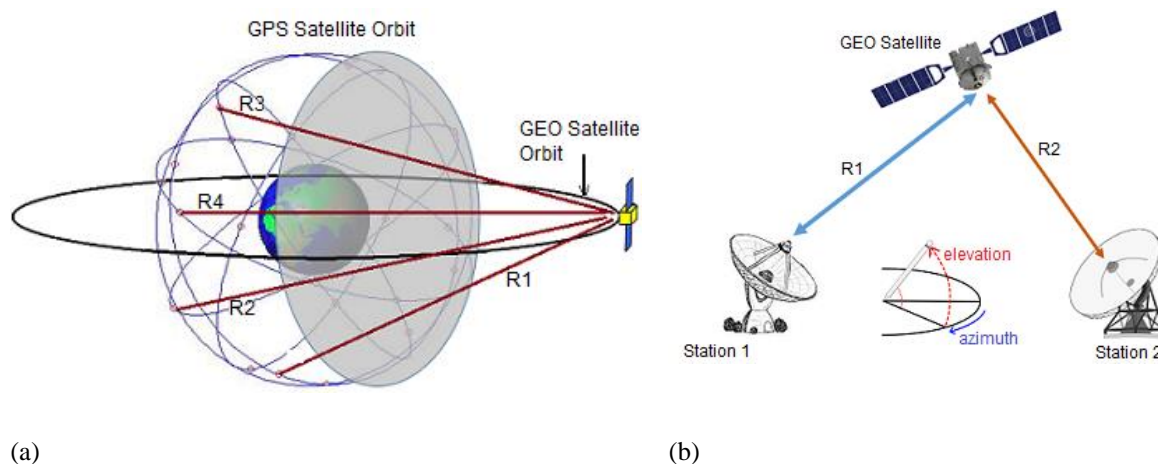 GPS Satellite Orbit
R3
GEO Satellite
Orbit
R4
R2
R1
(a)
GEO Satellite
R1
R2
elevation
azimuth
Station 1
Station 2
(b)